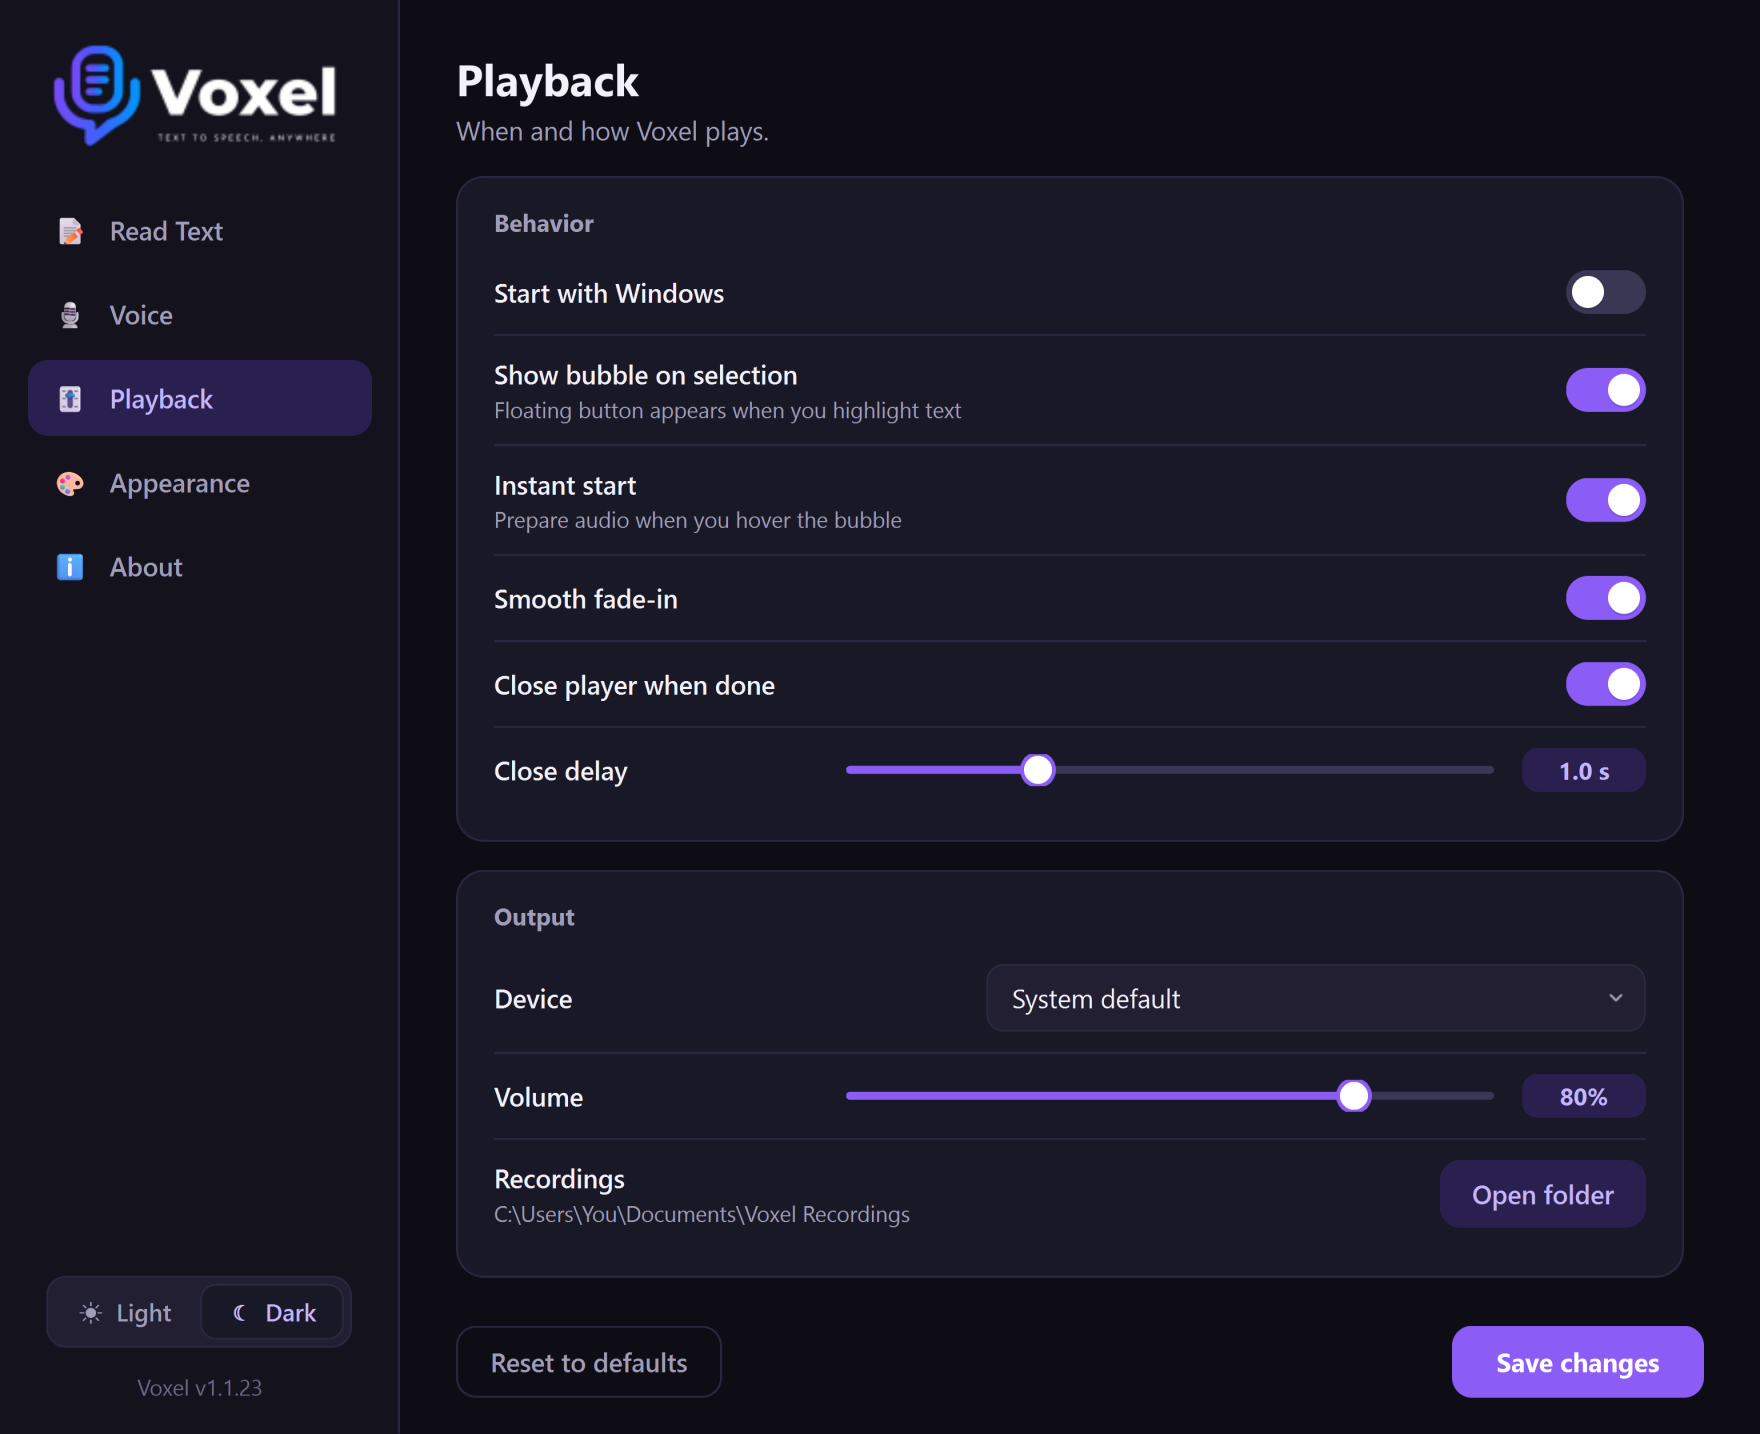 Voxel
TEXT TO SPEECH, ANYWHERE
Read Text
Voice
Playback
Appearance
About
Light
Dark
Voxel v1.1.23
Playback
When and how Voxel plays.
Behavior
Start with Windows
Show bubble on selection
Floating button appears when you highlight text
Instant start
Prepare audio when you hover the bubble
Smooth fade-in
Close player when done
Close delay
1.0 s
Output
Device
System default
Volume
80%
Recordings
C:\Users\You\Documents\Voxel Recordings
Open folder
Reset to defaults
Save changes